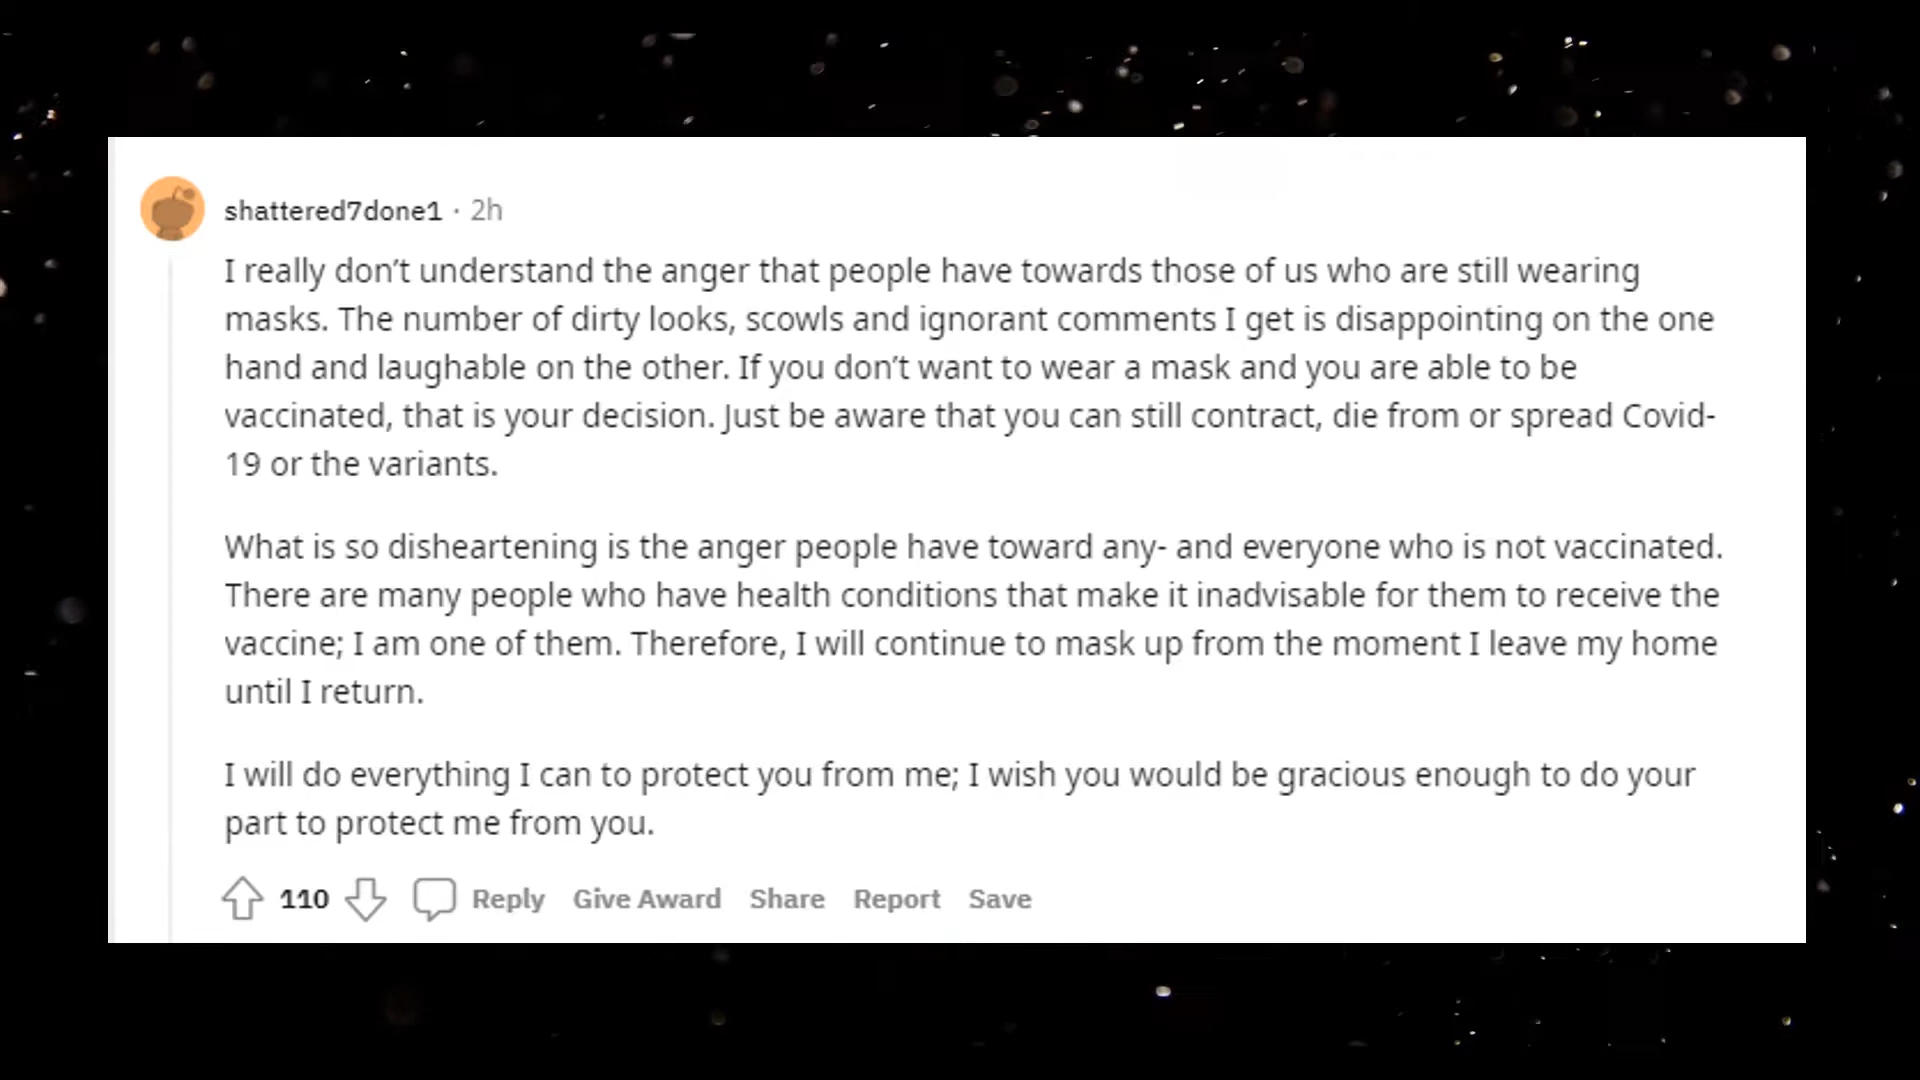 shattered7done1 · 2h
I really don’t understand the anger that people have towards those of us who are still wearing
masks. The number of dirty looks, scowls and ignorant comments I get is disappointing on the one
hand and laughable on the other. If you don’t want to wear a mask and you are able to be
vaccinated, that is your decision. Just be aware that you can still contract, die from or spread Covid-
19 or the variants.
What is so disheartening is the anger people have toward any- and everyone who is not vaccinated.
There are many people who have health conditions that make it inadvisable for them to receive the
vaccine; I am one of them. Therefore, I will continue to mask up from the moment I leave my home
until I return.
I will do everything I can to protect you from me; I wish you would be gracious enough to do your
part to protect me from you.
110 Reply Give Award Share Report Save